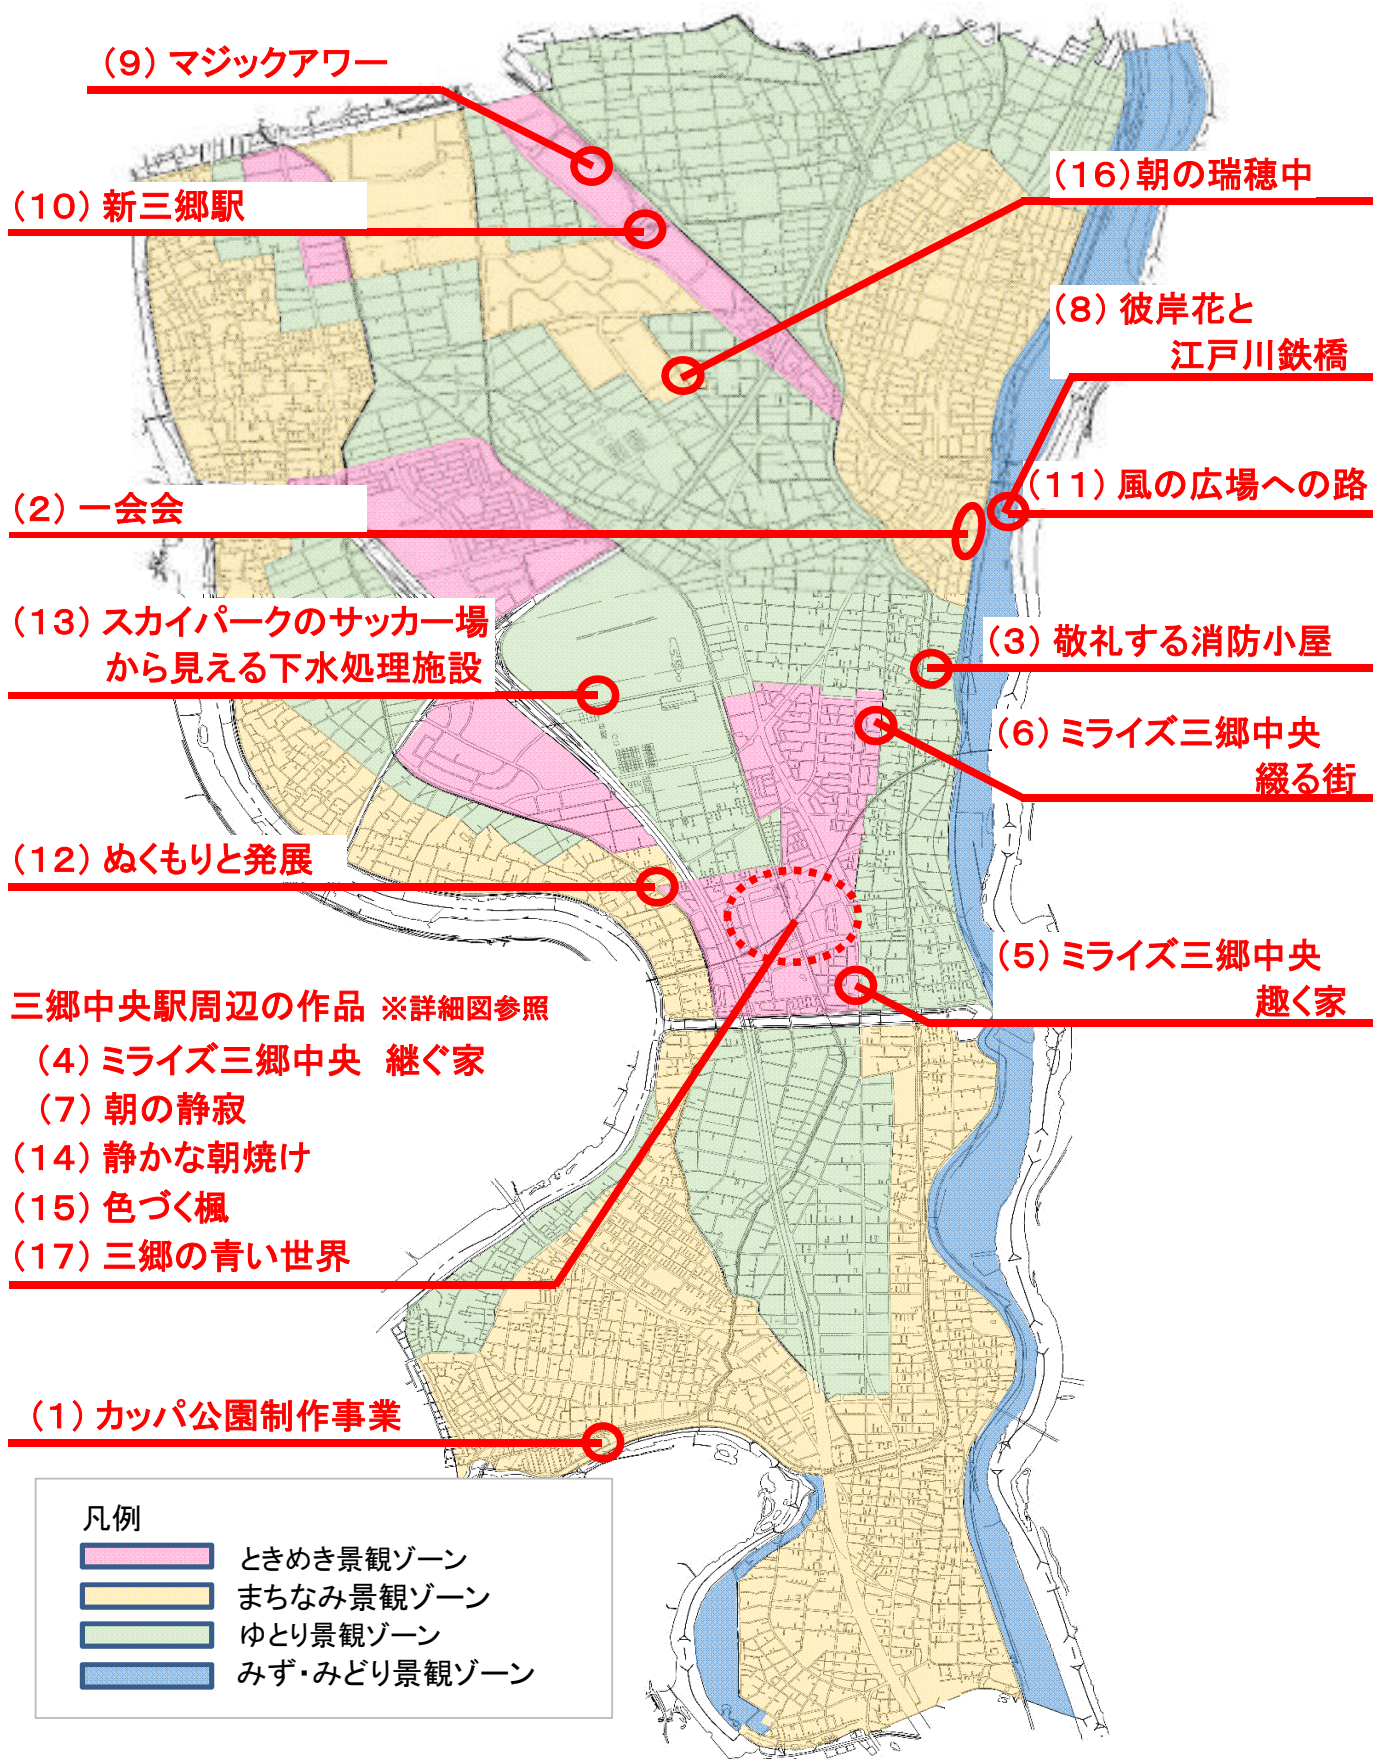 (9) マジックアワー
(16)朝の瑞穂中
(10) 新三郷駅
(8) 彼岸花と
江戸川鉄橋
(11) 風の広場への路
(2) 一会会
(13) スカイパークのサッカー場
から見える下水処理施設
(3) 敬礼する消防小屋
(6) ミライズ三郷中央
綴る街
(12) ぬくもりと発展
(5) ミライズ三郷中央
趣く家
三郷中央駅周辺の作品 ※詳細図参照
(4) ミライズ三郷中央 継ぐ家
(7) 朝の静寂
(14) 静かな朝焼け
(15) 色づく楓
(17) 三郷の青い世界
(1) カッパ公園制作事業
凡例
ときめき景観ゾーン
まちなみ景観ゾーン
ゆとり景観ゾーン
みず・みどり景観ゾーン